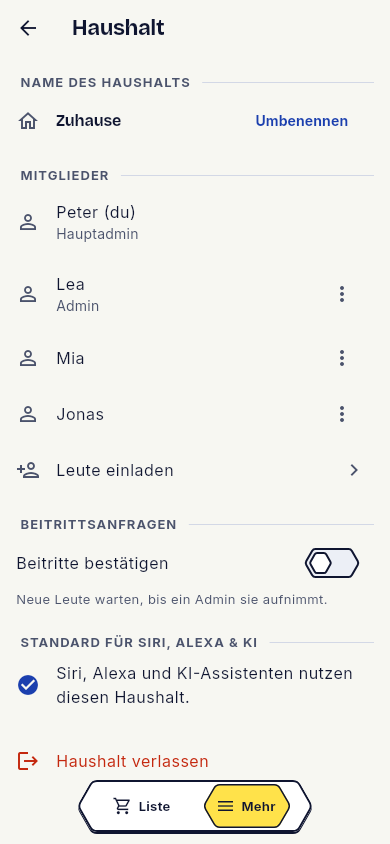 Haushalt
NAME DES HAUSHALTS
Zuhause
Umbenennen
MITGLIEDER
Peter (du)
Hauptadmin
Lea
Admin
Mia
Jonas
Leute einladen
BEITRITTSANFRAGEN
Beitritte bestätigen
Neue Leute warten, bis ein Admin sie aufnimmt.
STANDARD FÜR SIRI, ALEXA & KI
Siri, Alexa und KI-Assistenten nutzen
diesen Haushalt.
Haushalt verlassen
Liste
Mehr